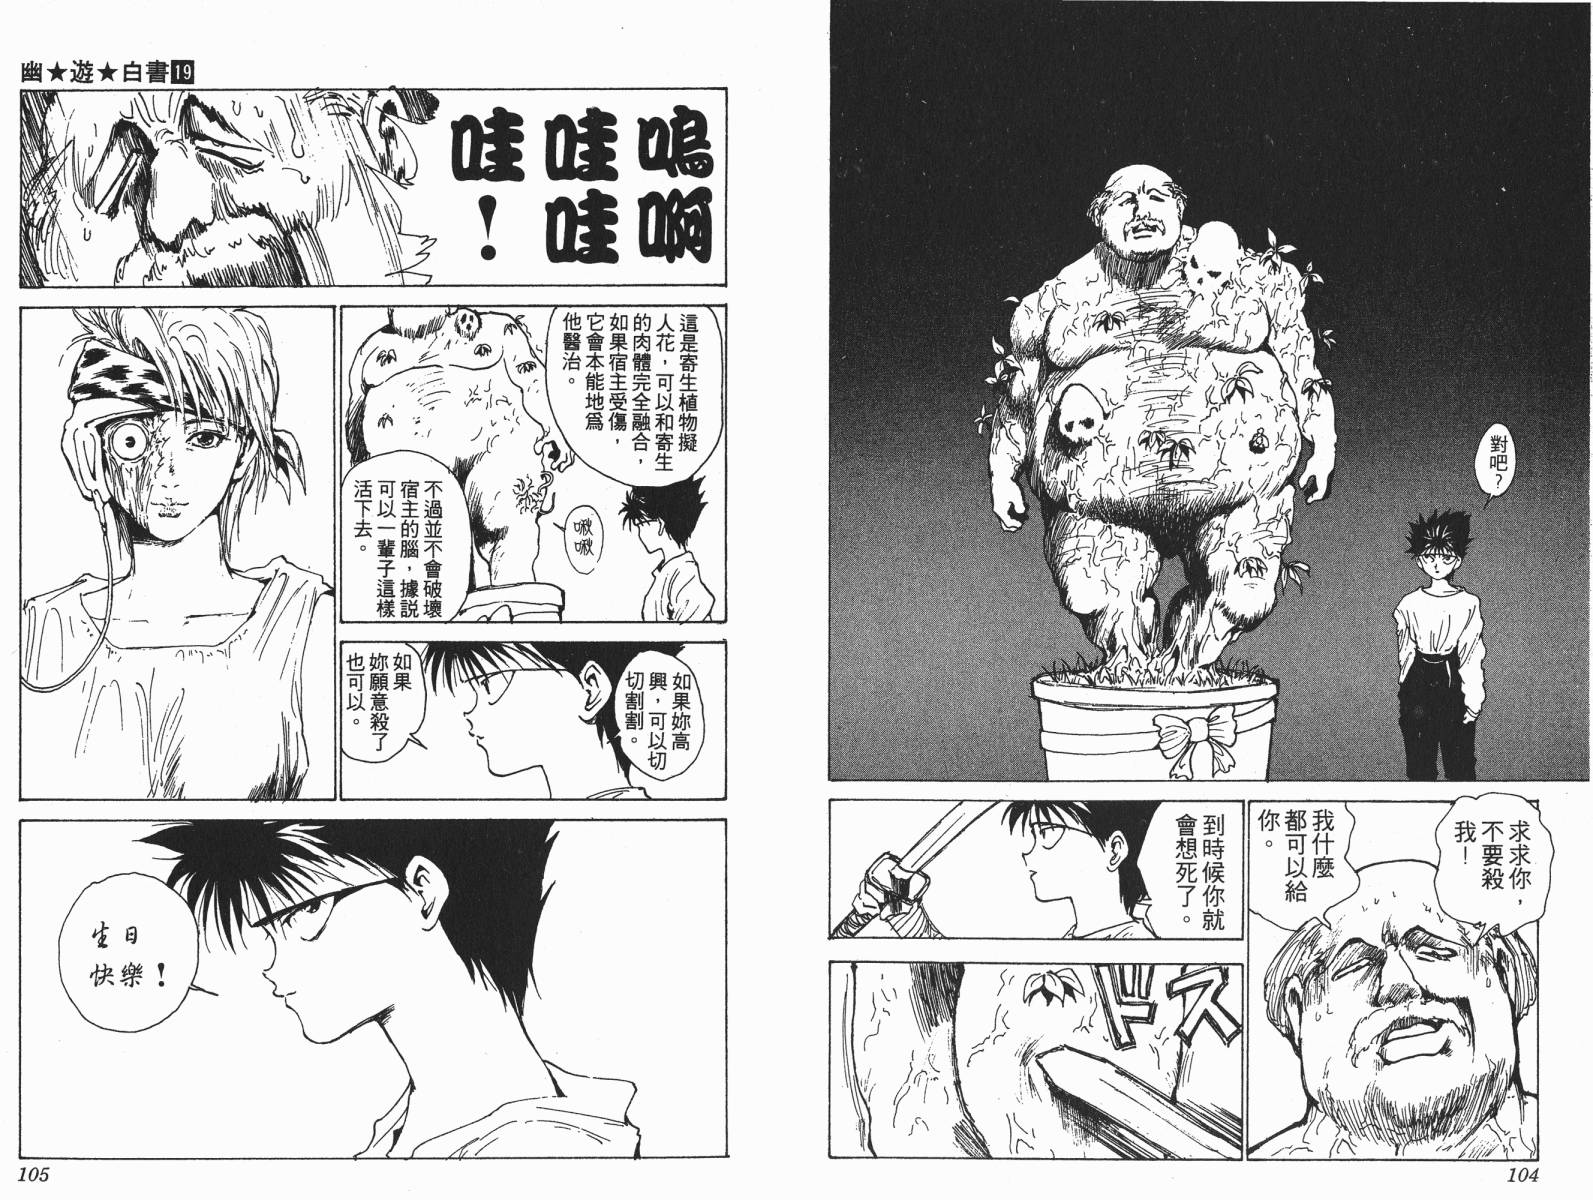 對吧?
求求你，
不要殺
我！
我什麼
都可以給
你。
到時候你就
會想死了。
ドス
104
幽★遊★白書19
嗚啊
哇哇
哇！
這是寄生植物擬
人花，可以和寄生
的肉體完全融合，
如果宿主受傷，
它會本能地為
他醫治。
啾
啾
不過並不會破壞
宿主的腦，據說
可以一輩子這樣
活下去。
如果妳高
興，可以切
切割割。
如果
妳願意殺了
也可以。
生日
快樂！
105